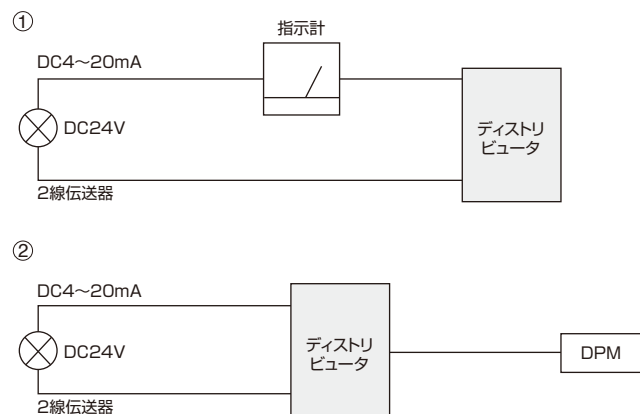 ①
指示計
DC4～20mA
DC24V
ディストリ
ビュータ
2線伝送器
②
DC4～20mA
DC24V
ディストリ
ビュータ
DPM
2線伝送器